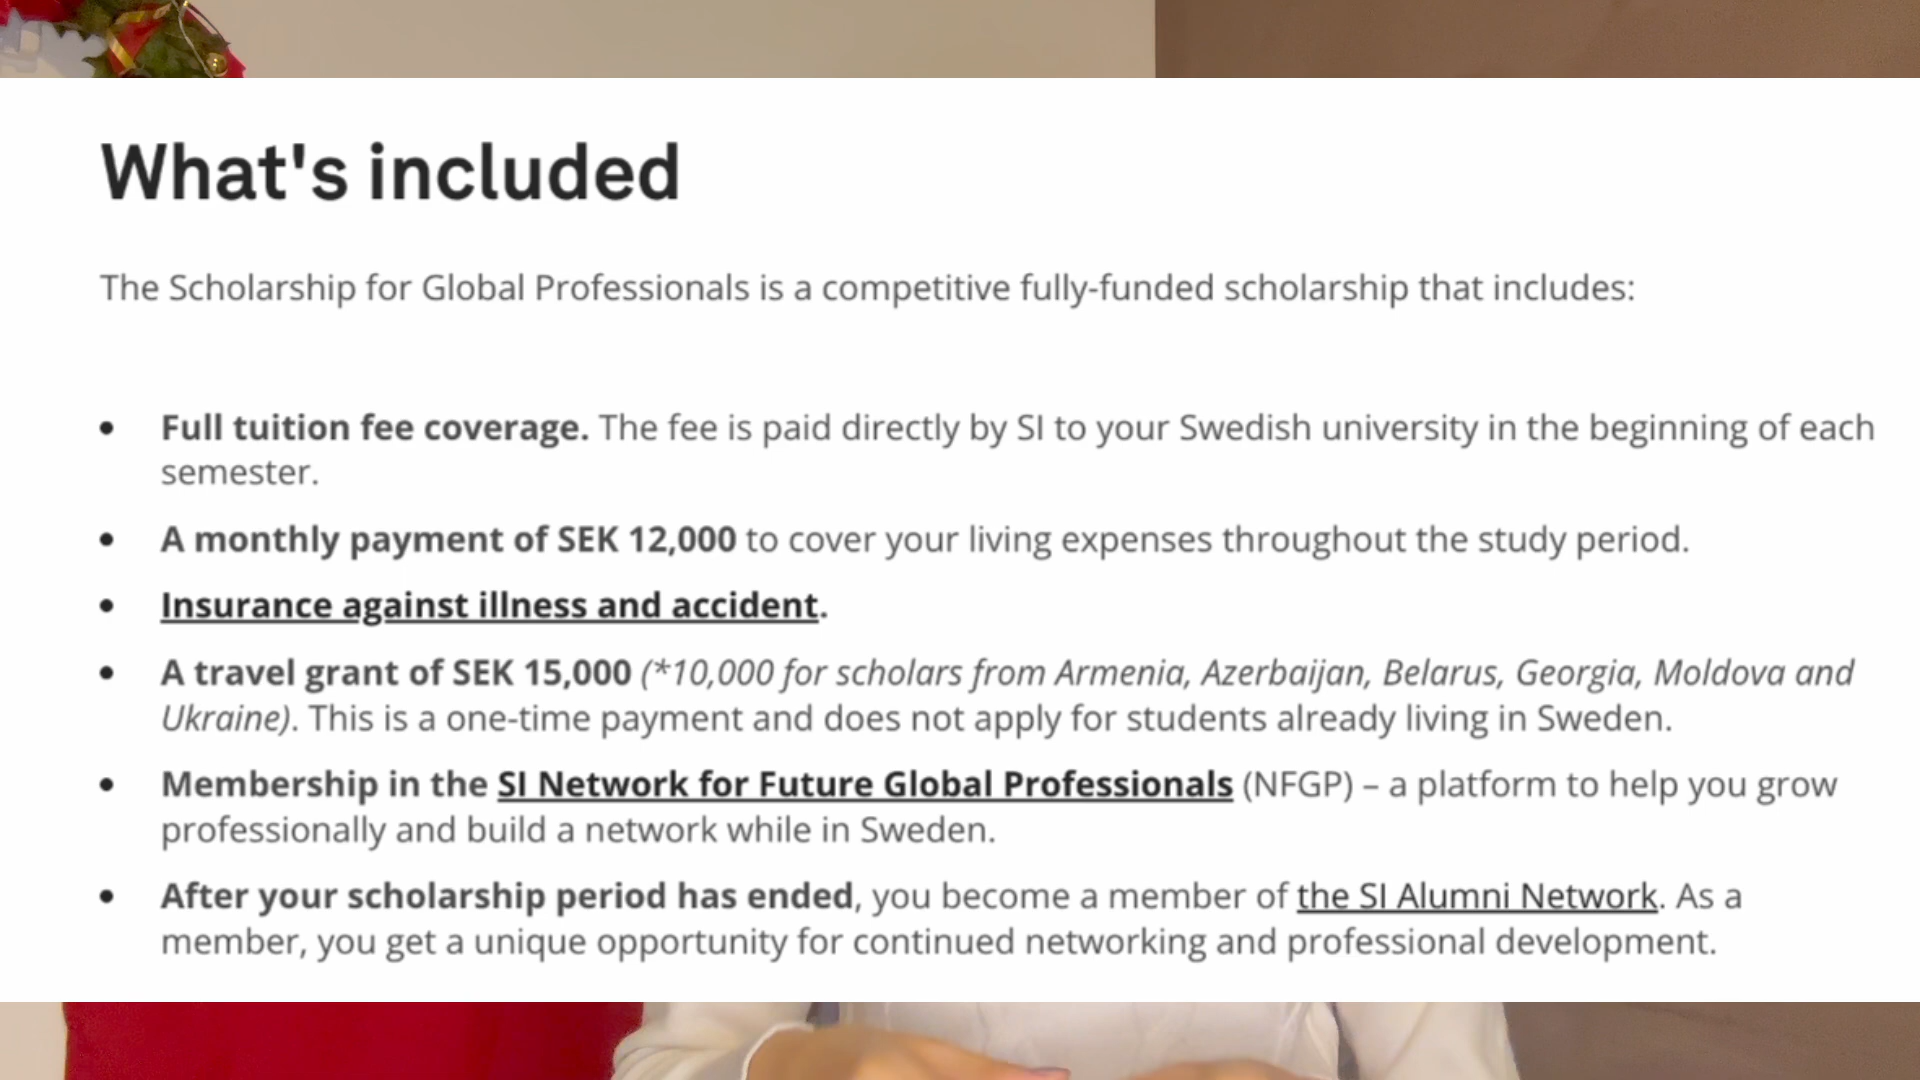 What's included
The Scholarship for Global Professionals is a competitive fully-funded scholarship that includes:
• Full tuition fee coverage. The fee is paid directly by SI to your Swedish university in the beginning of each
semester.
• A monthly payment of SEK 12,000 to cover your living expenses throughout the study period.
• Insurance against illness and accident.
• A travel grant of SEK 15,000 (*10,000 for scholars from Armenia, Azerbaijan, Belarus, Georgia, Moldova and
Ukraine). This is a one-time payment and does not apply for students already living in Sweden.
• Membership in the SI Network for Future Global Professionals (NFGP) – a platform to help you grow
professionally and build a network while in Sweden.
• After your scholarship period has ended, you become a member of the SI Alumni Network. As a
member, you get a unique opportunity for continued networking and professional development.